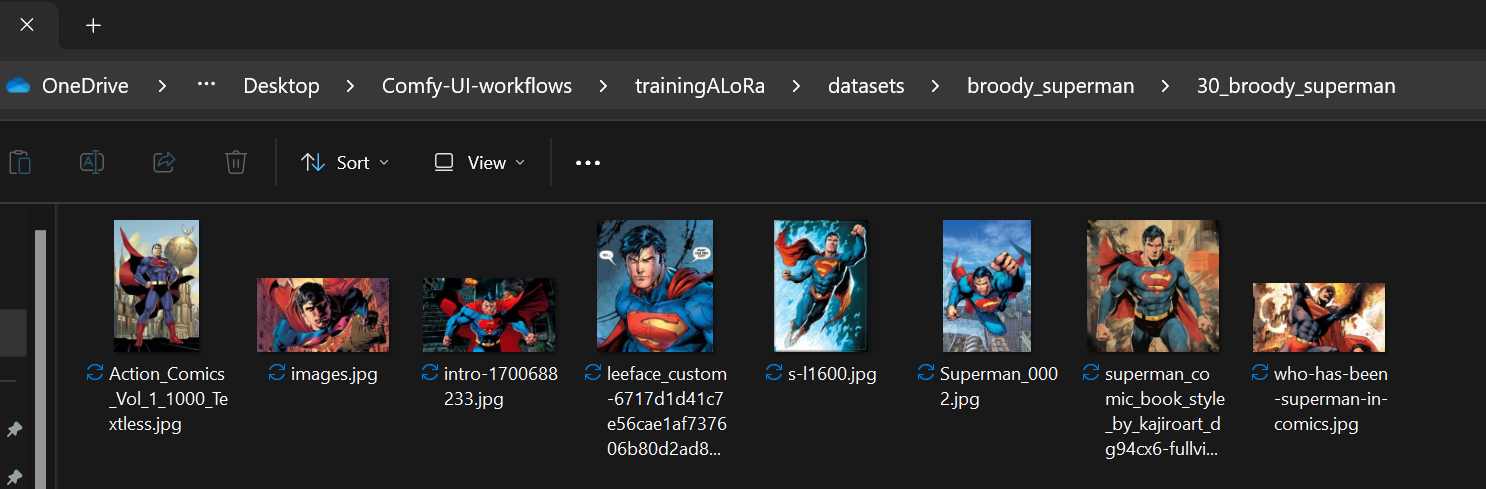 OneDrive > ... Desktop > Comfy-UI-workflows > trainingALoRa > datasets > broody_superman > 30_broody_superman
Sort View ...
Action_Comics
_Vol_1_1000_Te
xtless.jpg
images.jpg
intro-1700688
233.jpg
leeface_custom
-6717d1d41c7
e56cae1af7376
06b80d2ad8...
s-l1600.jpg
Superman_000
2.jpg
superman_co
mic_book_style
_by_kajiroart_d
g94cx6-fullvi...
who-has-been
-superman-in-
comics.jpg